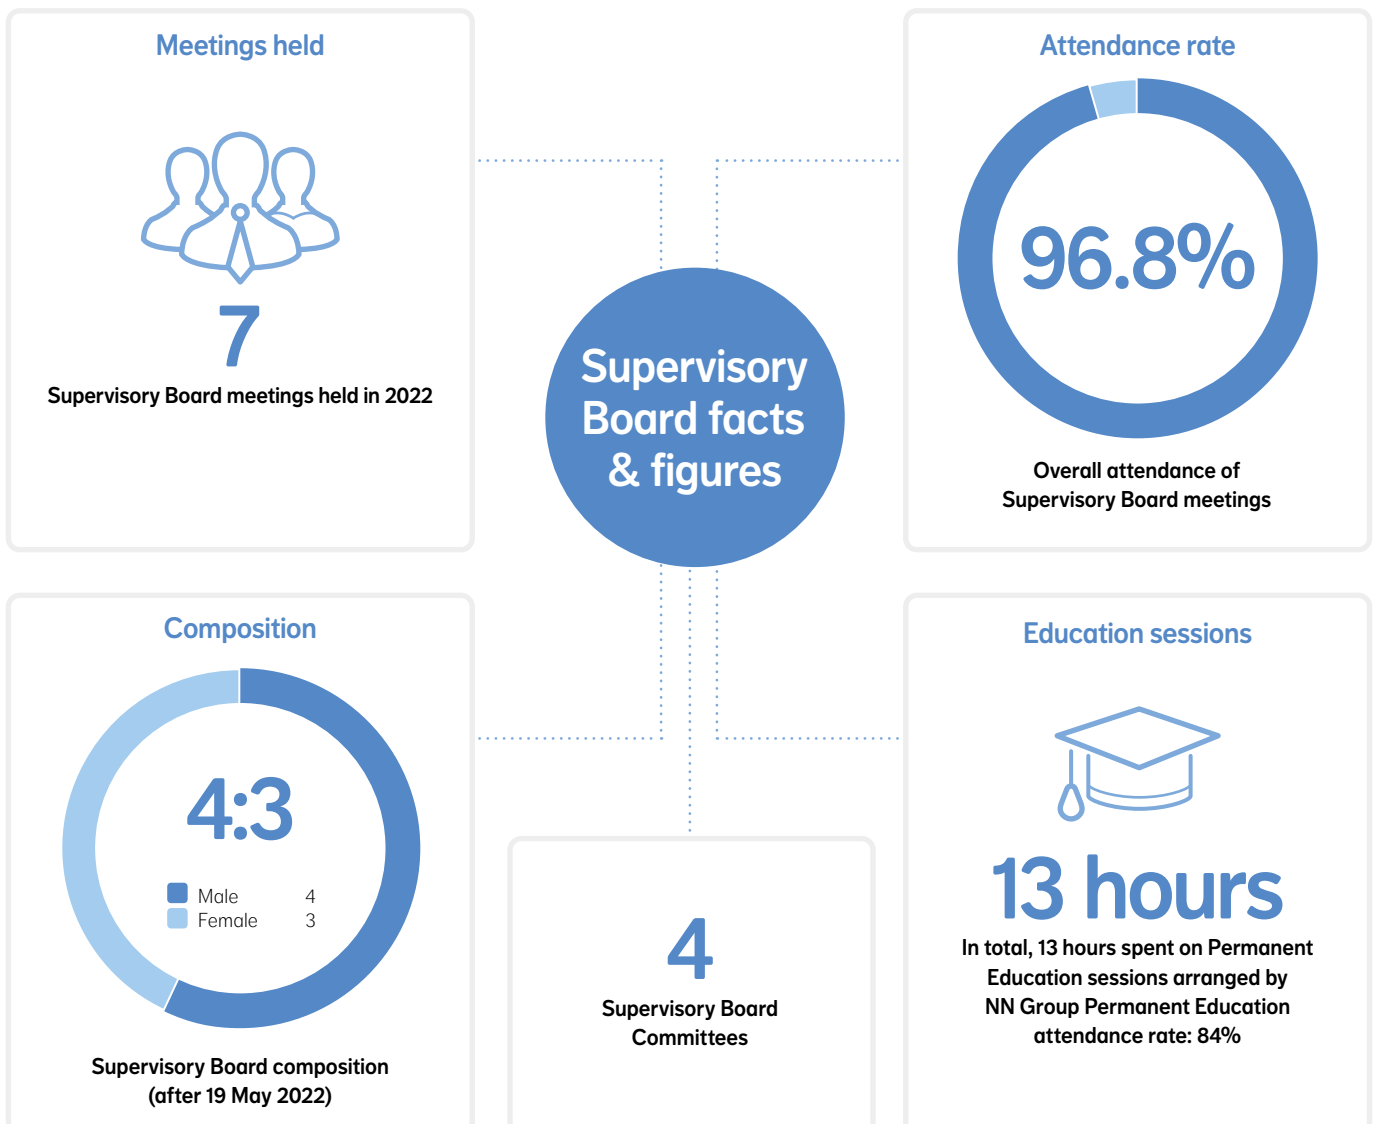 Meetings held
7
Supervisory Board meetings held in 2022
Attendance rate
96.8%
Overall attendance of
Supervisory Board meetings
Supervisory
Board facts
& figures
Composition
4:3
Male 4
Female 3
Supervisory Board composition
(after 19 May 2022)
4
Supervisory Board
Committees
Education sessions
13 hours
In total, 13 hours spent on Permanent
Education sessions arranged by
NN Group Permanent Education
attendance rate: 84%